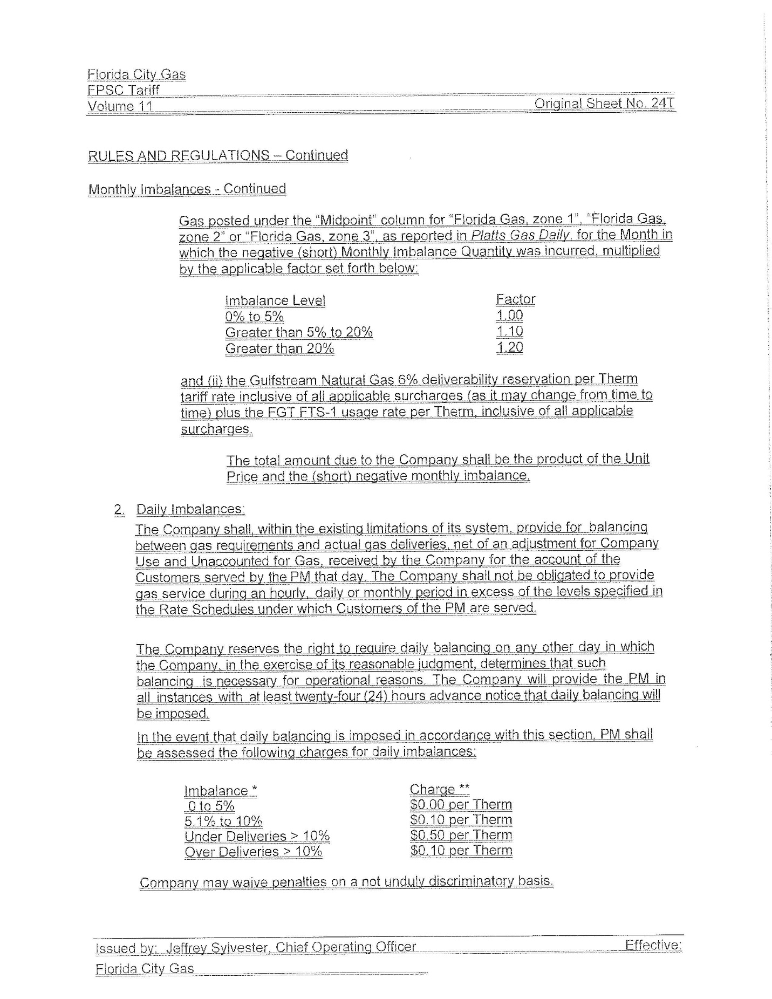 Florida City Gas
FPSC Tariff
Volume 11 Original Sheet No. 24T
RULES AND REGULATIONS – Continued
Monthly Imbalances - Continued
Gas posted under the “Midpoint” column for “Florida Gas, zone 1”, “Florida Gas,
zone 2” or “Florida Gas, zone 3”, as reported in Platts Gas Daily, for the Month in
which the negative (short) Monthly Imbalance Quantity was incurred, multiplied
by the applicable factor set forth below:
Imbalance Level Factor
0% to 5% 1.00
Greater than 5% to 20% 1.10
Greater than 20% 1.20
and (ii) the Gulfstream Natural Gas 6% deliverability reservation per Therm
tariff rate inclusive of all applicable surcharges (as it may change from time to
time) plus the FGT FTS-1 usage rate per Therm, inclusive of all applicable
surcharges.
The total amount due to the Company shall be the product of the Unit
Price and the (short) negative monthly imbalance.
2. Daily Imbalances:
The Company shall, within the existing limitations of its system, provide for balancing
between gas requirements and actual gas deliveries, net of an adjustment for Company
Use and Unaccounted for Gas, received by the Company for the account of the
Customers served by the PM that day. The Company shall not be obligated to provide
gas service during an hourly, daily or monthly period in excess of the levels specified in
the Rate Schedules under which Customers of the PM are served.
The Company reserves the right to require daily balancing on any other day in which
the Company, in the exercise of its reasonable judgment, determines that such
balancing is necessary for operational reasons. The Company will provide the PM in
all instances with at least twenty-four (24) hours advance notice that daily balancing will
be imposed.
In the event that daily balancing is imposed in accordance with this section, PM shall
be assessed the following charges for daily imbalances:
Imbalance * Charge **
0 to 5% $0.00 per Therm
5.1% to 10% $0.10 per Therm
Under Deliveries > 10% $0.50 per Therm
Over Deliveries > 10% $0.10 per Therm
Company may waive penalties on a not unduly discriminatory basis.
Issued by: Jeffrey Sylvester, Chief Operating Officer Effective:
Florida City Gas